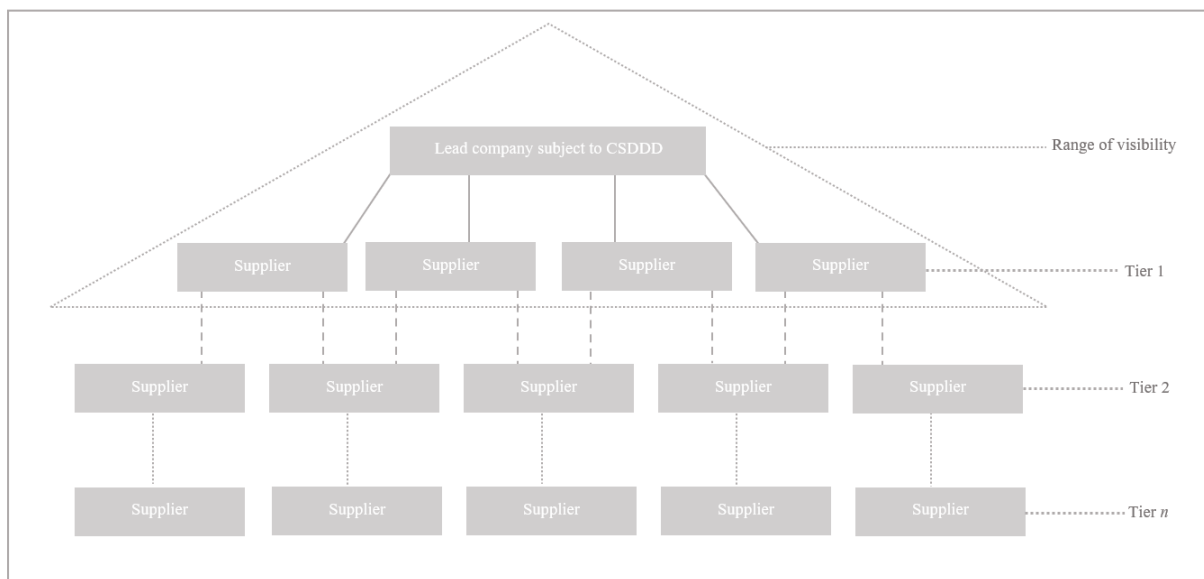 Lead company subject to CSDDD
Range of visibility
Supplier Supplier Supplier Supplier Tier 1
Supplier Supplier Supplier Supplier Supplier Tier 2
Supplier Supplier Supplier Supplier Supplier Tier n